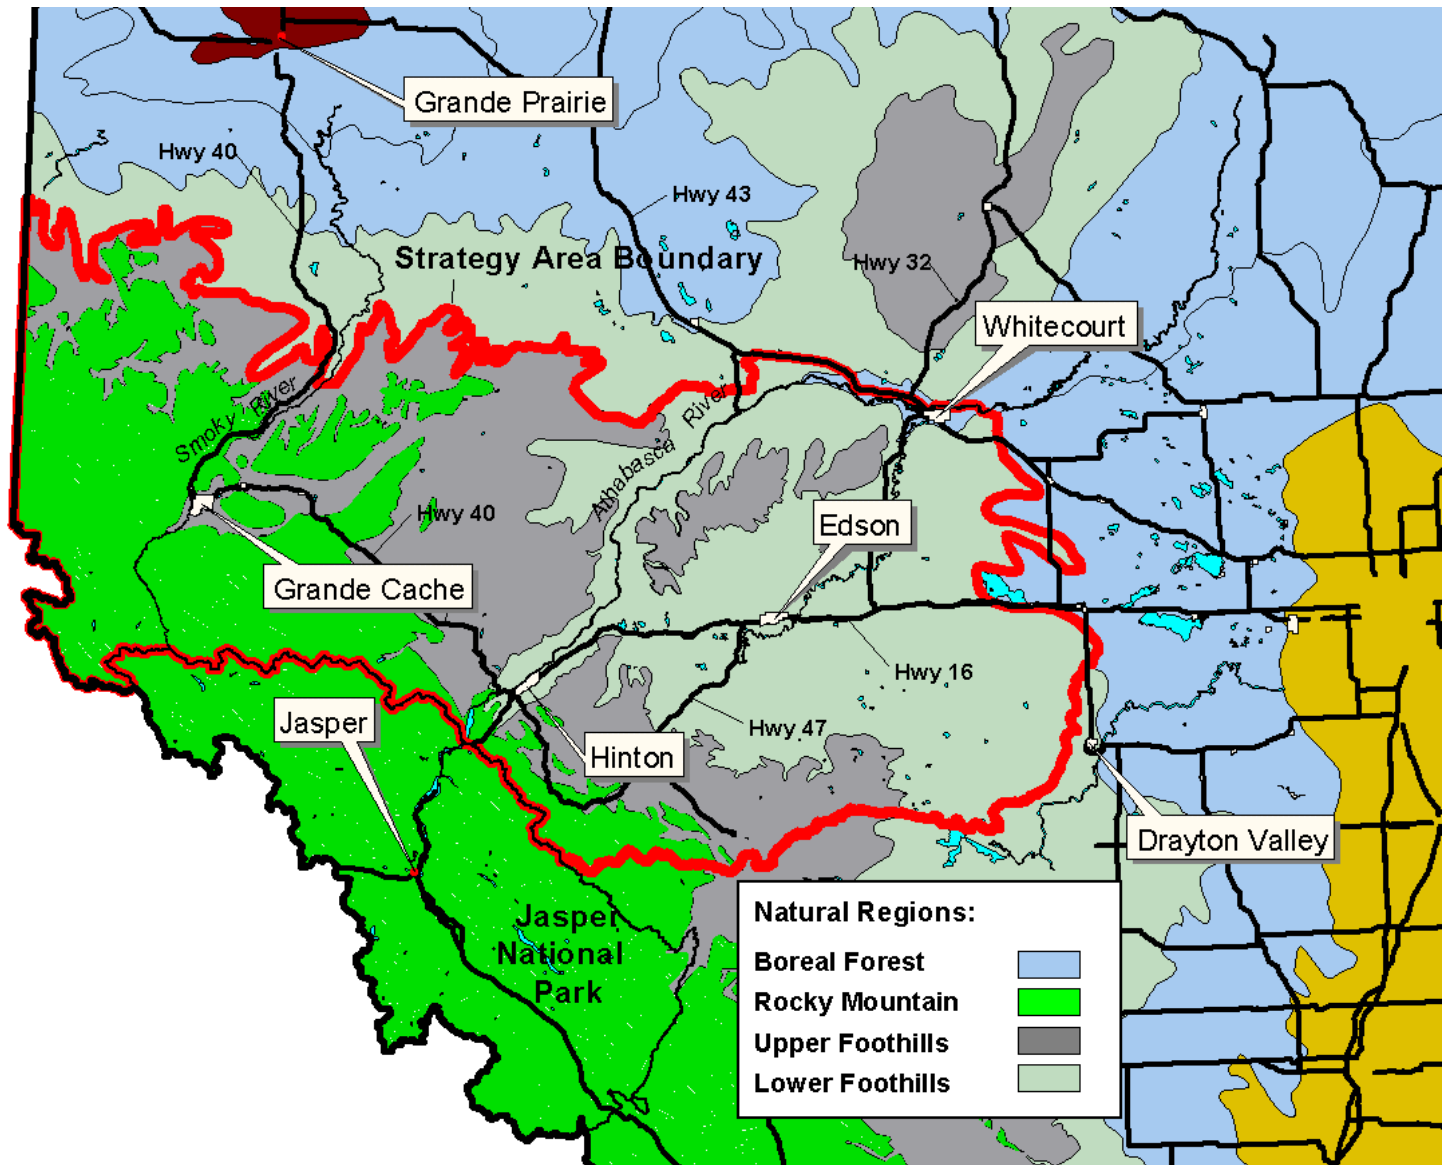 Grande Prairie
Hwy 40
Hwy 43
Strategy Area Boundary
Hwy 32
Whitecourt
Smoky River
Athabasca River
Hwy 40
Edson
Grande Cache
Hwy 16
Jasper
Hwy 47
Hinton
Drayton Valley
Jasper
National
Park
Natural Regions:
Boreal Forest
Rocky Mountain
Upper Foothills
Lower Foothills